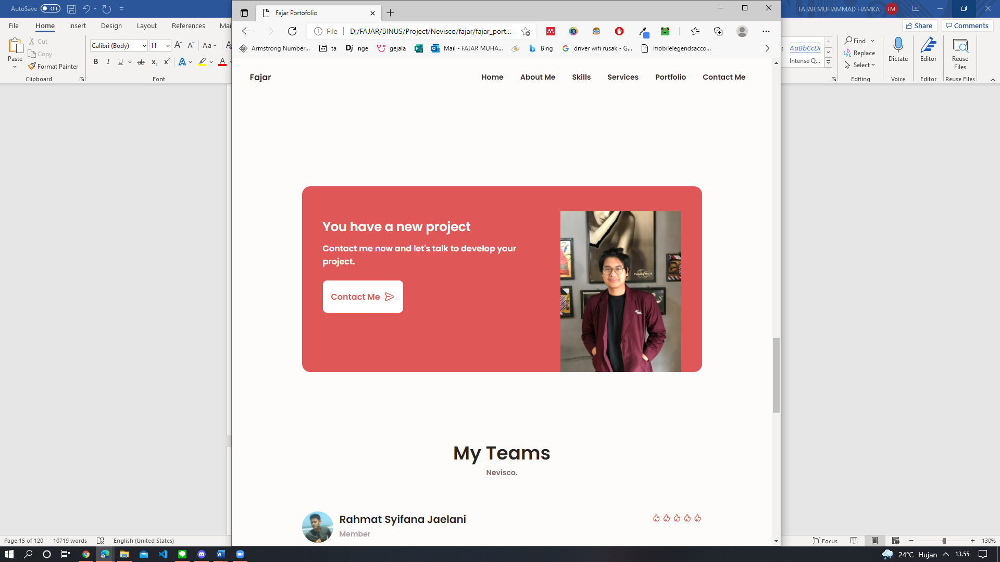 AutoSave Off
FAJAR MUHAMMAD HAMKA FM
File Home Insert Design Layout References Mai
Share Comments
Paste
Cut
Copy
Format Painter
Clipboard
Calibri (Body) 11
Font
AaBbCcDc
Intense Q...
Find
Replace
Select
Editing
Dictate
Voice
Editor
Editor
Reuse
Files
Reuse Files
Fajar Portofolio
File D:/FAJAR/BINUS/Project/Nevisco/fajar/fajar_port...
Armstrong Number... ta nge gejala Mail - FAJAR MUHA... Bing driver wifi rusak - G... mobilelegendsacco...
Fajar
Home About Me Skills Services Portfolio Contact Me
You have a new project
Contact me now and let's talk to develop your
project.
Contact Me
My Teams
Nevisco.
Rahmat Syifana Jaelani
Member
Page 15 of 120 10719 words English (United States)
Focus 130%
24°C Hujan 13.55